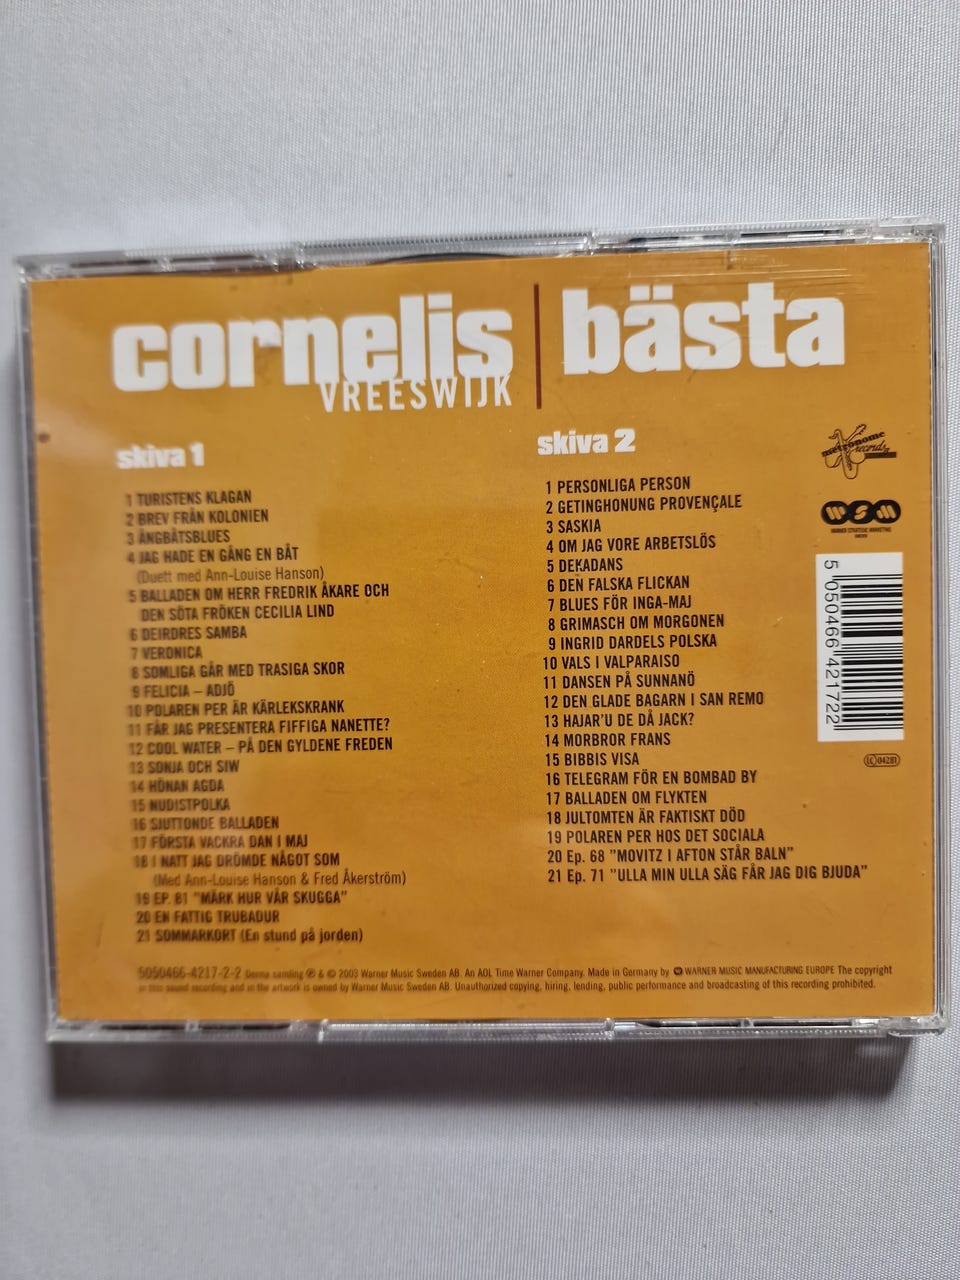 cornelis
VREESWIJK
bästa
skiva 1
1 TURISTENS KLAGAN
2 BREV FRÅN KOLONIEN
3 ÅNGBÅTSBLUES
4 JAG HADE EN GÅNG EN BÅT
(Duett med Ann-Louise Hanson)
5 BALLADEN OM HERR FREDRIK ÅKARE OCH
DEN SÖTA FRÖKEN CECILIA LIND
6 DEIRDRES SAMBA
7 VERONICA
8 SOMLIGA GÅR MED TRASIGA SKOR
9 FELICIA – ADJÖ
10 POLAREN PER ÄR KÄRLEKSKRANK
11 FÅR JAG PRESENTERA FIFFIGA NANETTE?
12 COOL WATER – PÅ DEN GYLDENE FREDEN
13 SONJA OCH SIW
14 HÖNAN AGDA
15 NUDISTPOLKA
16 SJUTTONDE BALLADEN
17 FÖRSTA VACKRA DAN I MAJ
18 I NATT JAG DRÖMDE NÅGOT SOM
(Med Ann-Louise Hanson & Fred Åkerström)
19 EP. 81 "MÄRK HUR VÅR SKUGGA"
20 EN FATTIG TRUBADUR
21 SOMMARKORT (En stund på jorden)
skiva 2
1 PERSONLIGA PERSON
2 GETINGHONUNG PROVENÇALE
3 SASKIA
4 OM JAG VORE ARBETSLÖS
5 DEKADANS
6 DEN FALSKA FLICKAN
7 BLUES FÖR INGA-MAJ
8 GRIMASCH OM MORGONEN
9 INGRID DARDELS POLSKA
10 VALS I VALPARAISO
11 DANSEN PÅ SUNNANÖ
12 DEN GLADE BAGARN I SAN REMO
13 HAJAR'U DE DÅ JACK?
14 MORBROR FRANS
15 BIBBIS VISA
16 TELEGRAM FÖR EN BOMBAD BY
17 BALLADEN OM FLYKTEN
18 JULTOMTEN ÄR FAKTISKT DÖD
19 POLAREN PER HOS DET SOCIALA
20 Ep. 68 "MOVITZ I AFTON STÅR BALN"
21 Ep. 71 "ULLA MIN ULLA SÄG FÅR JAG DIG BJUDA"
metronome
records
WSM
WARNER STRATEGIC MARKETING
SWEDEN
5 050466 421722
LC 04281
5050466-4217-2-2 Denna samling ℗ & © 2003 Warner Music Sweden AB. An AOL Time Warner Company. Made in Germany by WARNER MUSIC MANUFACTURING EUROPE The copyright
in this sound recording and in the artwork is owned by Warner Music Sweden AB. Unauthorized copying, hiring, lending, public performance and broadcasting of this recording prohibited.